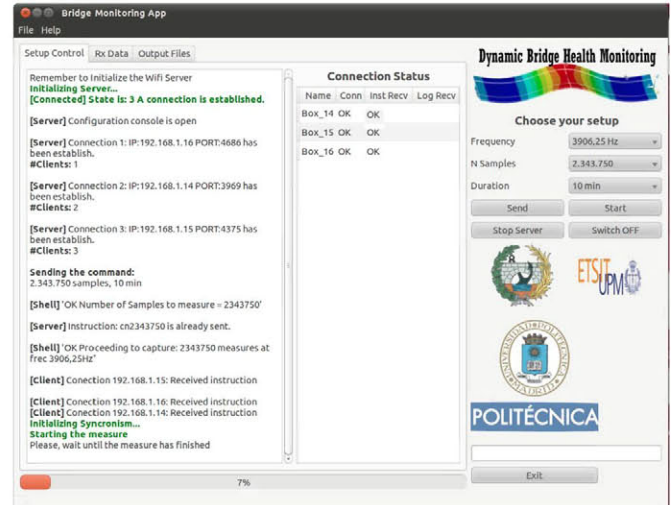 Bridge Monitoring App
File Help
Setup Control Rx Data Output Files
Remember to Initialize the Wifi Server
Initializing Server...
[Connected] State is: 3 A connection is established.
[Server] Configuration console is open
[Server] Connection 1: IP:192.168.1.16 PORT:4686 has
been establish.
#Clients: 1
[Server] Connection 2: IP:192.168.1.14 PORT:3969 has
been establish.
#Clients: 2
[Server] Connection 3: IP:192.168.1.15 PORT:4375 has
been establish.
#Clients: 3
Sending the command:
2.343.750 samples, 10 min
[Shell] 'OK Number of Samples to measure = 2343750'
[Server] Instruction: cn2343750 is already sent.
[Shell] 'OK Proceeding to capture: 2343750 measures at
frec 3906,25Hz'
[Client] Conection 192.168.1.15: Received instruction
[Client] Conection 192.168.1.16: Received instruction
[Client] Conection 192.168.1.14: Received instruction
Initializing Syncronism...
Starting the measure
Please, wait until the measure has finished
7%
Connection Status
Name Conn Inst Recv Log Recv
Box_14 OK OK
Box_15 OK OK
Box_16 OK OK
Dynamic Bridge Health Monitoring
Choose your setup
Frequency 3906,25 Hz
N Samples 2.343.750
Duration 10 min
Send Start
Stop Server Switch OFF
ETSIT
UPM
UNIVERSIDAD POLITÉCNICA
MADRID
POLITÉCNICA
Exit